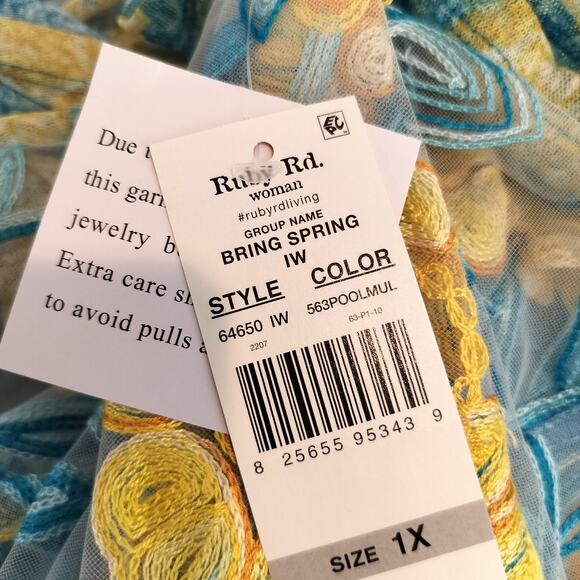 Due
this
jewelry
Extra care
to avoid pulls
Ruby Rd.
woman
#rubyrdliving
GROUP NAME
BRING SPRING
IW
STYLE COLOR
64650 IW 563POOLMUL
2207 63-P1-10
8 25655 95343 9
SIZE 1X